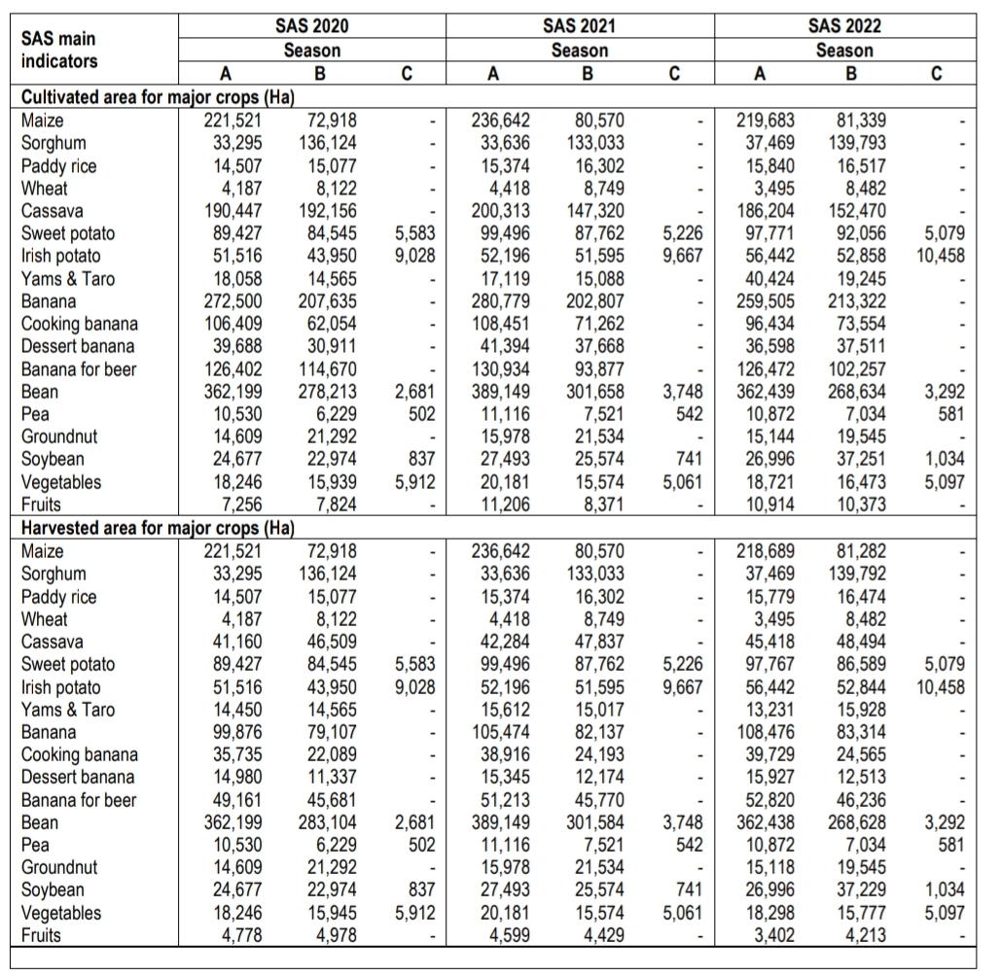 SAS main indicators SAS 2020 SAS 2021 SAS 2022
Season Season Season
A B C A B C A B C
Cultivated area for major crops (Ha)
Maize 221,521 72,918 - 236,642 80,570 - 219,683 81,339 -
Sorghum 33,295 136,124 - 33,636 133,033 - 37,469 139,793 -
Paddy rice 14,507 15,077 - 15,374 16,302 - 15,840 16,517 -
Wheat 4,187 8,122 - 4,418 8,749 - 3,495 8,482 -
Cassava 190,447 192,156 - 200,313 147,320 - 186,204 152,470 -
Sweet potato 89,427 84,545 5,583 99,496 87,762 5,226 97,771 92,056 5,079
Irish potato 51,516 43,950 9,028 52,196 51,595 9,667 56,442 52,858 10,458
Yams & Taro 18,058 14,565 - 17,119 15,088 - 40,424 19,245 -
Banana 272,500 207,635 - 280,779 202,807 - 259,505 213,322 -
Cooking banana 106,409 62,054 - 108,451 71,262 - 96,434 73,554 -
Dessert banana 39,688 30,911 - 41,394 37,668 - 36,598 37,511 -
Banana for beer 126,402 114,670 - 130,934 93,877 - 126,472 102,257 -
Bean 362,199 278,213 2,681 389,149 301,658 3,748 362,439 268,634 3,292
Pea 10,530 6,229 502 11,116 7,521 542 10,872 7,034 581
Groundnut 14,609 21,292 - 15,978 21,534 - 15,144 19,545 -
Soybean 24,677 22,974 837 27,493 25,574 741 26,996 37,251 1,034
Vegetables 18,246 15,939 5,912 20,181 15,574 5,061 18,721 16,473 5,097
Fruits 7,256 7,824 - 11,206 8,371 - 10,914 10,373 -
Harvested area for major crops (Ha)
Maize 221,521 72,918 - 236,642 80,570 - 218,689 81,282 -
Sorghum 33,295 136,124 - 33,636 133,033 - 37,469 139,792 -
Paddy rice 14,507 15,077 - 15,374 16,302 - 15,779 16,474 -
Wheat 4,187 8,122 - 4,418 8,749 - 3,495 8,482 -
Cassava 41,160 46,509 - 42,284 47,837 - 45,418 48,494 -
Sweet potato 89,427 84,545 5,583 99,496 87,762 5,226 97,767 86,589 5,079
Irish potato 51,516 43,950 9,028 52,196 51,595 9,667 56,442 52,844 10,458
Yams & Taro 14,450 14,565 - 15,612 15,017 - 13,231 15,928 -
Banana 99,876 79,107 - 105,474 82,137 - 108,476 83,314 -
Cooking banana 35,735 22,089 - 38,916 24,193 - 39,729 24,565 -
Dessert banana 14,980 11,337 - 15,345 12,174 - 15,927 12,513 -
Banana for beer 49,161 45,681 - 51,213 45,770 - 52,820 46,236 -
Bean 362,199 283,104 2,681 389,149 301,584 3,748 362,438 268,628 3,292
Pea 10,530 6,229 502 11,116 7,521 542 10,872 7,034 581
Groundnut 14,609 21,292 - 15,978 21,534 - 15,118 19,545 -
Soybean 24,677 22,974 837 27,493 25,574 741 26,996 37,229 1,034
Vegetables 18,246 15,945 5,912 20,181 15,574 5,061 18,298 15,777 5,097
Fruits 4,778 4,978 - 4,599 4,429 - 3,402 4,213 -